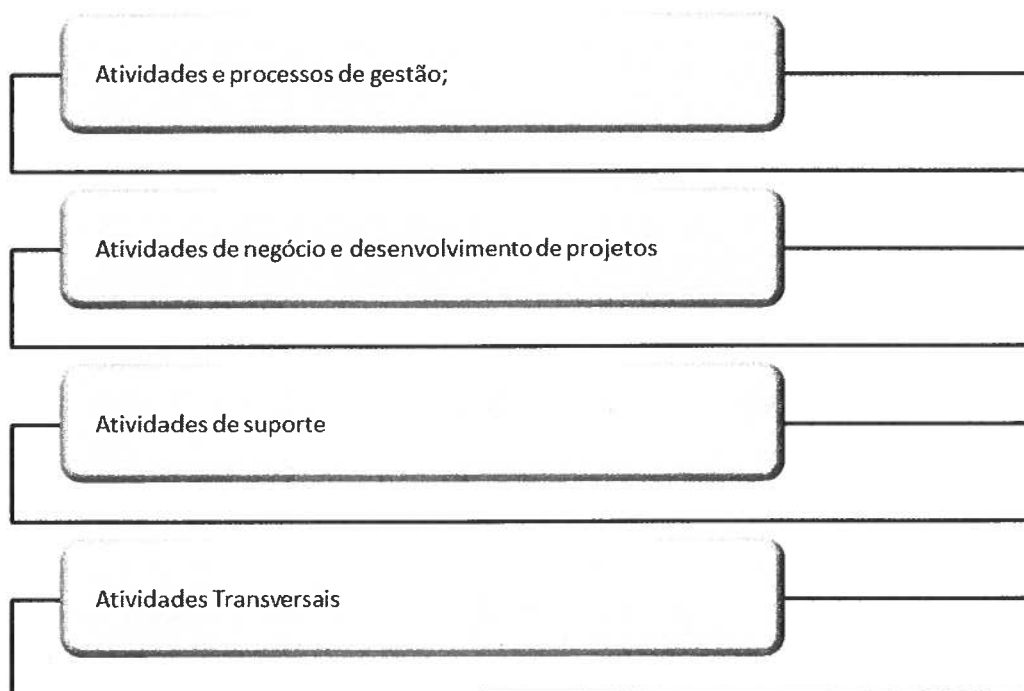 Atividades e processos de gestão;
Atividades de negócio e desenvolvimento de projetos
Atividades de suporte
Atividades Transversais